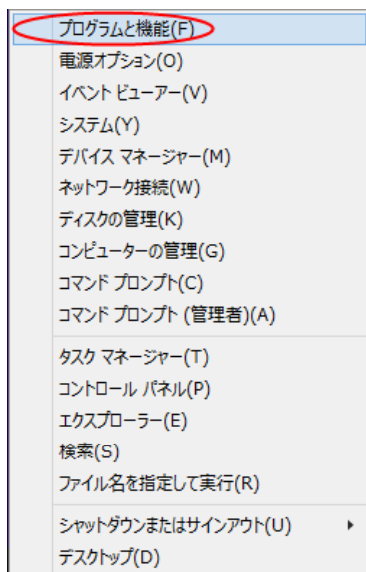 プログラムと機能(F)
電源オプション(O)
イベント ビューアー(V)
システム(Y)
デバイス マネージャー(M)
ネットワーク接続(W)
ディスクの管理(K)
コンピューターの管理(G)
コマンド プロンプト(C)
コマンド プロンプト (管理者)(A)
タスク マネージャー(T)
コントロール パネル(P)
エクスプローラー(E)
検索(S)
ファイル名を指定して実行(R)
シャットダウンまたはサインアウト(U)
デスクトップ(D)